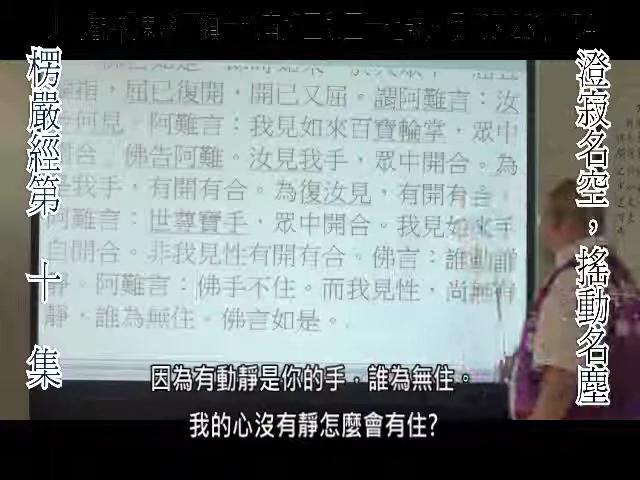 楞嚴經第 十 集
澄寂名空，搖動名塵
指，屈已復開，開已又屈。謂阿難言：汝
何見。阿難言：我見如來百寶輪掌，眾中
開合。佛告阿難。汝見我手，眾中開合。為
是我手，有開有合。為復汝見，有開有合。
阿難言：世尊寶手，眾中開合。我見如來手
自開合。非我見性有開有合。佛言：誰動誰
靜。阿難言：佛手不住。而我見性，尚無有
靜，誰為無住。佛言如是。
因為有動靜是你的手，誰為無住。
我的心沒有靜怎麼會有住?